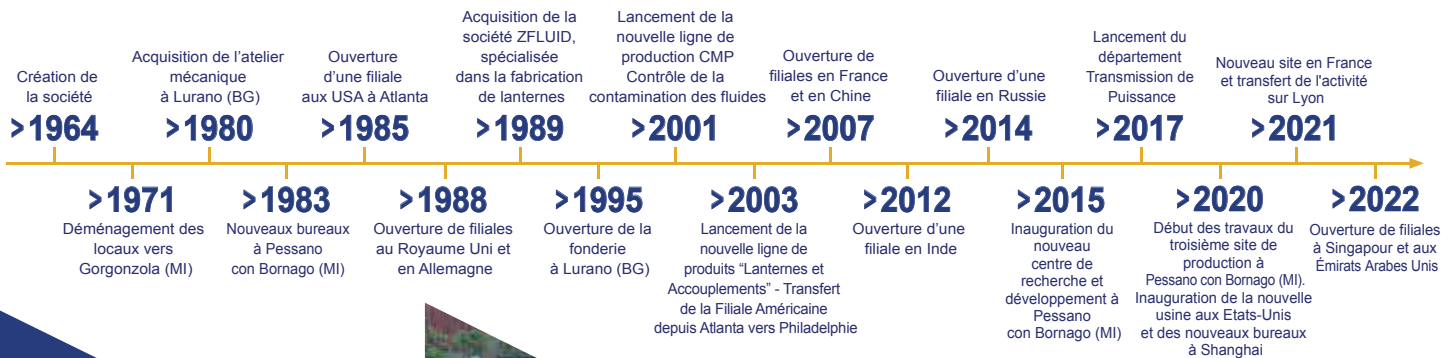 Création de
la société
>1964
Acquisition de l’atelier
mécanique
à Lurano (BG)
>1980
Ouverture
d’une filiale
aux USA à Atlanta
>1985
Acquisition de la
société ZFLUID,
spécialisée
dans la fabrication
de lanternes
>1989
Lancement de la
nouvelle ligne de
production CMP
Contrôle de la
contamination des fluides
>2001
Ouverture de
filiales en France
et en Chine
>2007
Ouverture d’une
filiale en Russie
>2014
Lancement du
département
Transmission de
Puissance
>2017
Nouveau site en France
et transfert de l'activité
sur Lyon
>2021
>1971
Déménagement des
locaux vers
Gorgonzola (MI)
>1983
Nouveaux bureaux
à Pessano
con Bornago (MI)
>1988
Ouverture de filiales
au Royaume Uni et
en Allemagne
>1995
Ouverture de la
fonderie
à Lurano (BG)
>2003
Lancement de la
nouvelle ligne de
produits “Lanternes et
Accouplements” - Transfert
de la Filiale Américaine
depuis Atlanta vers Philadelphie
>2012
Ouverture d’une
filiale en Inde
>2015
Inauguration du
nouveau
centre de
recherche et
développement à
Pessano
con Bornago (MI)
>2020
Début des travaux du
troisième site de
production à
Pessano con Bornago (MI).
Inauguration de la nouvelle
usine aux Etats-Unis
et des nouveaux bureaux
à Shanghai
>2022
Ouverture de filiales
à Singapour et aux
Émirats Arabes Unis